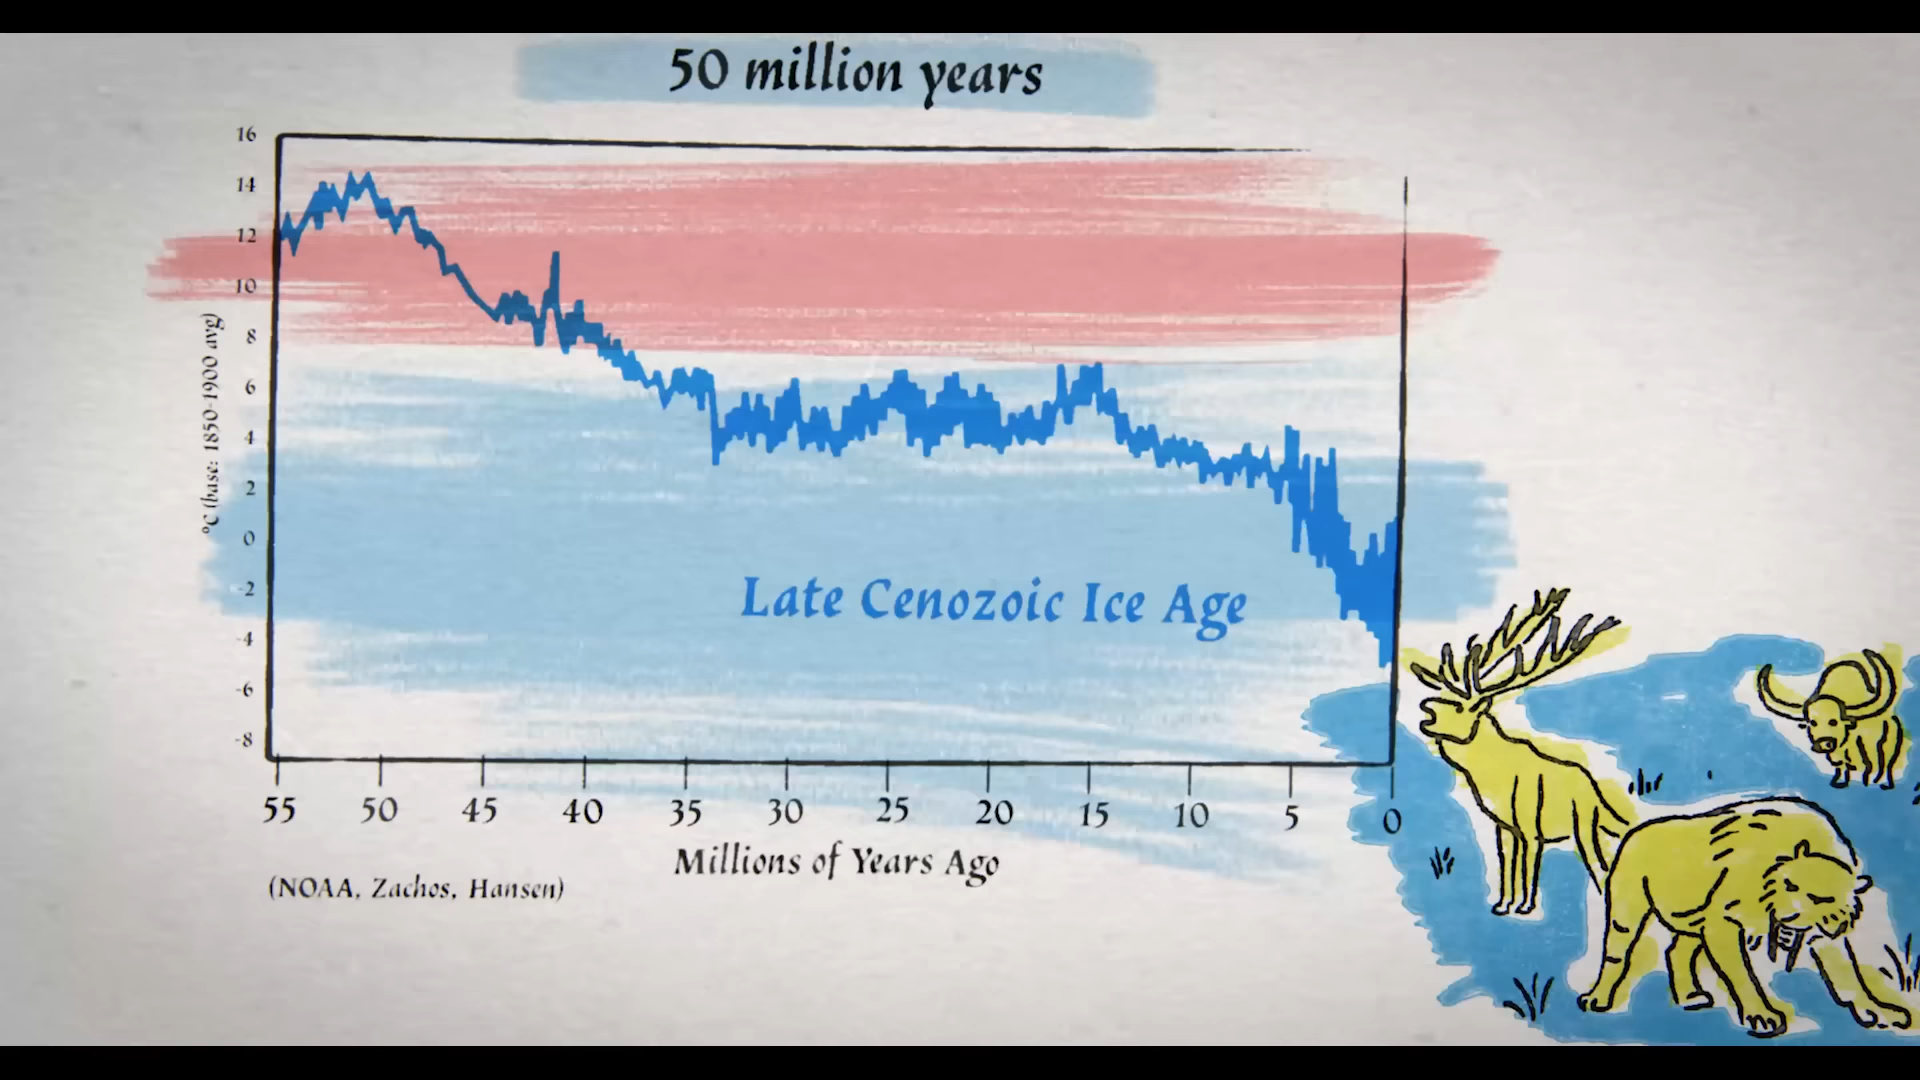 50 million years
16
14
12
10
8
6
4
2
0
-2
-4
-6
-8
°C (base: 1850-1900 avg)
Late Cenozoic Ice Age
55 50 45 40 35 30 25 20 15 10 5 0
Millions of Years Ago
(NOAA, Zachos, Hansen)